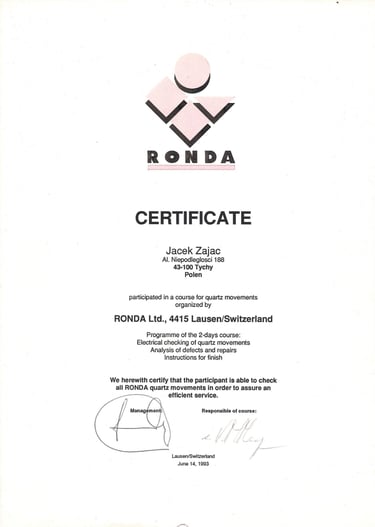 RONDA
CERTIFICATE
Jacek Zajac
Al. Niepodleglosci 188
43-100 Tychy
Polen
participated in a course for quartz movements
organized by
RONDA Ltd., 4415 Lausen/Switzerland
Programme of the 2-days course:
Electrical checking of quartz movements
Analysis of defects and repairs
Instructions for finish
We herewith certify that the participant is able to check
all RONDA quartz movements in order to assure an
efficient service.
Management: Responsible of course:
Lausen/Switzerland
June 14, 1993